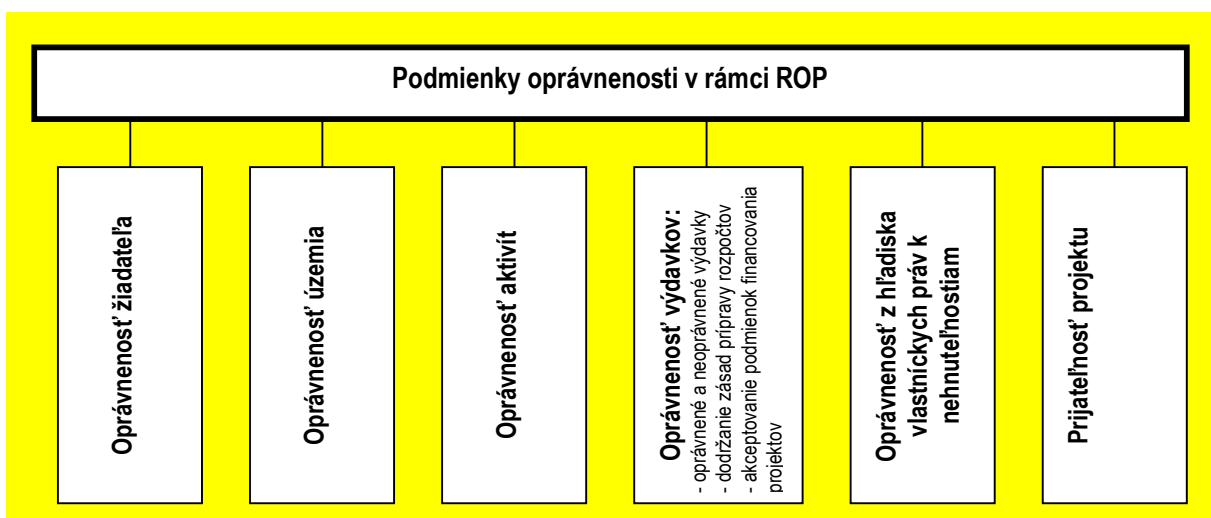 Podmienky oprávnenosti v rámci ROP
Oprávnenosť žiadateľa
Oprávnenosť územia
Oprávnenosť aktivít
Oprávnenosť výdavkov:
- oprávnené a neoprávnené výdavky
- dodržanie zásad prípravy rozpočtov
- akceptovanie podmienok financovania
projektov
Oprávnenosť z hľadiska
vlastníckych práv k
nehnuteľnostiam
Prijateľnosť projektu